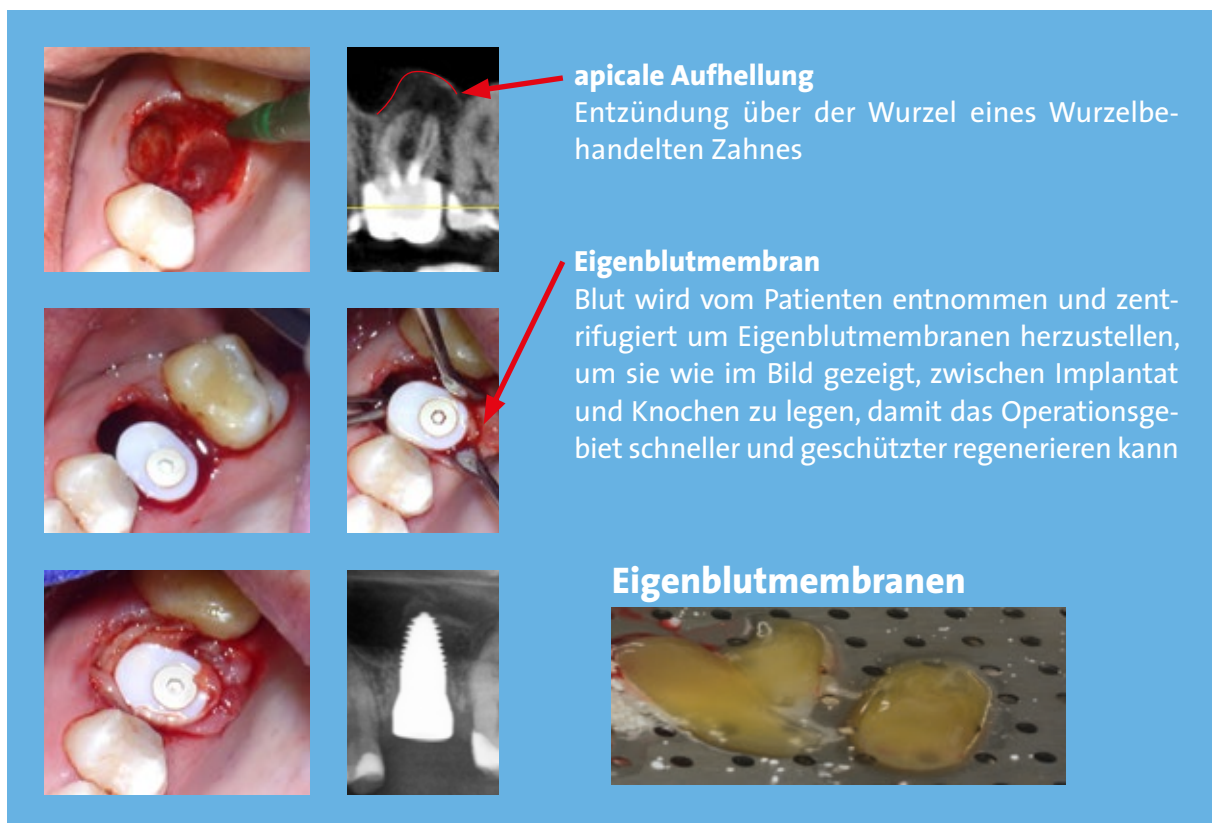 apicale Aufhellung
Entzündung über der Wurzel eines Wurzelbe-
handelten Zahnes
Eigenblutmembran
Blut wird vom Patienten entnommen und zent-
rifugiert um Eigenblutmembranen herzustellen,
um sie wie im Bild gezeigt, zwischen Implantat
und Knochen zu legen, damit das Operationsge-
biet schneller und geschützter regenerieren kann
Eigenblutmembranen